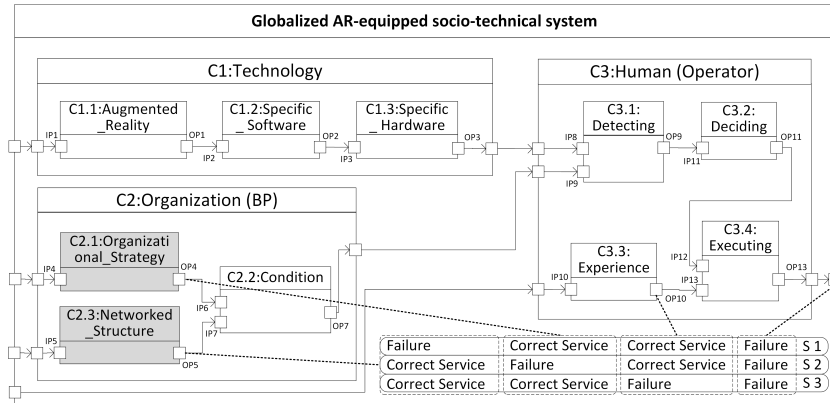 Globalized AR-equipped socio-technical system
C1:Technology
C1.1:Augmented
_Reality
IP1
OP1
C1.2:Specific
_Software
IP2
OP2
C1.3:Specific
_Hardware
IP3
OP3
C2:Organization (BP)
C2.1:Organizati
onal_Strategy
IP4
OP4
C2.3:Networked
_Structure
IP5
OP5
C2.2:Condition
IP6
IP7
OP7
C3:Human (Operator)
C3.1:
Detecting
IP8
IP9
OP9
C3.2:
Deciding
IP11
OP11
C3.3:
Experience
IP10
OP10
C3.4:
Executing
IP12
IP13
OP13
Failure Correct Service Correct Service Failure S 1
Correct Service Failure Correct Service Failure S 2
Correct Service Correct Service Failure Failure S 3